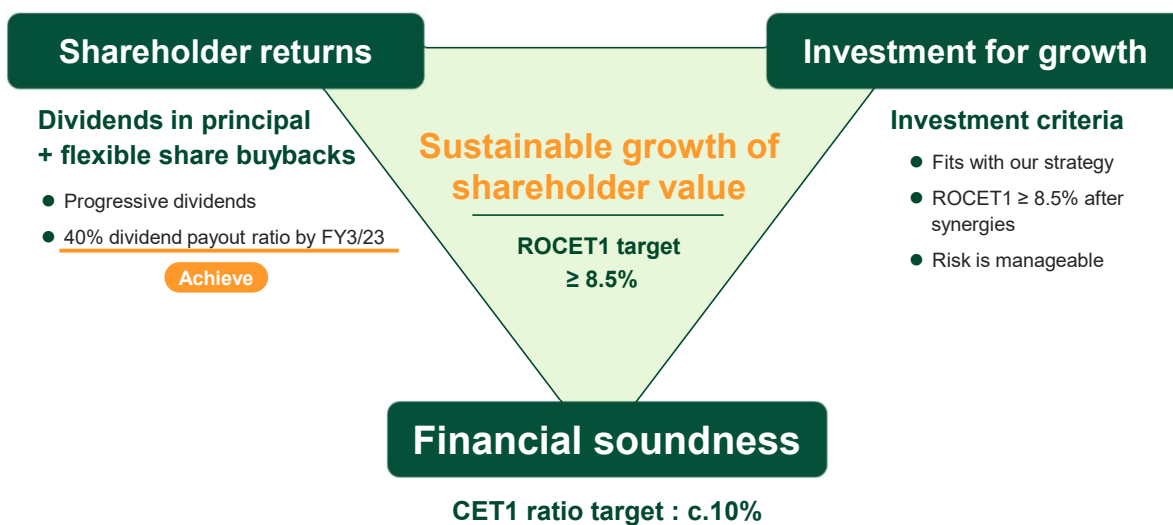 Shareholder returns
Dividends in principal
+ flexible share buybacks
● Progressive dividends
● 40% dividend payout ratio by FY3/23
Achieve
Sustainable growth of
shareholder value
ROCET1 target
≥ 8.5%
Investment for growth
Investment criteria
● Fits with our strategy
● ROCET1 ≥ 8.5% after
synergies
● Risk is manageable
Financial soundness
CET1 ratio target : c.10%